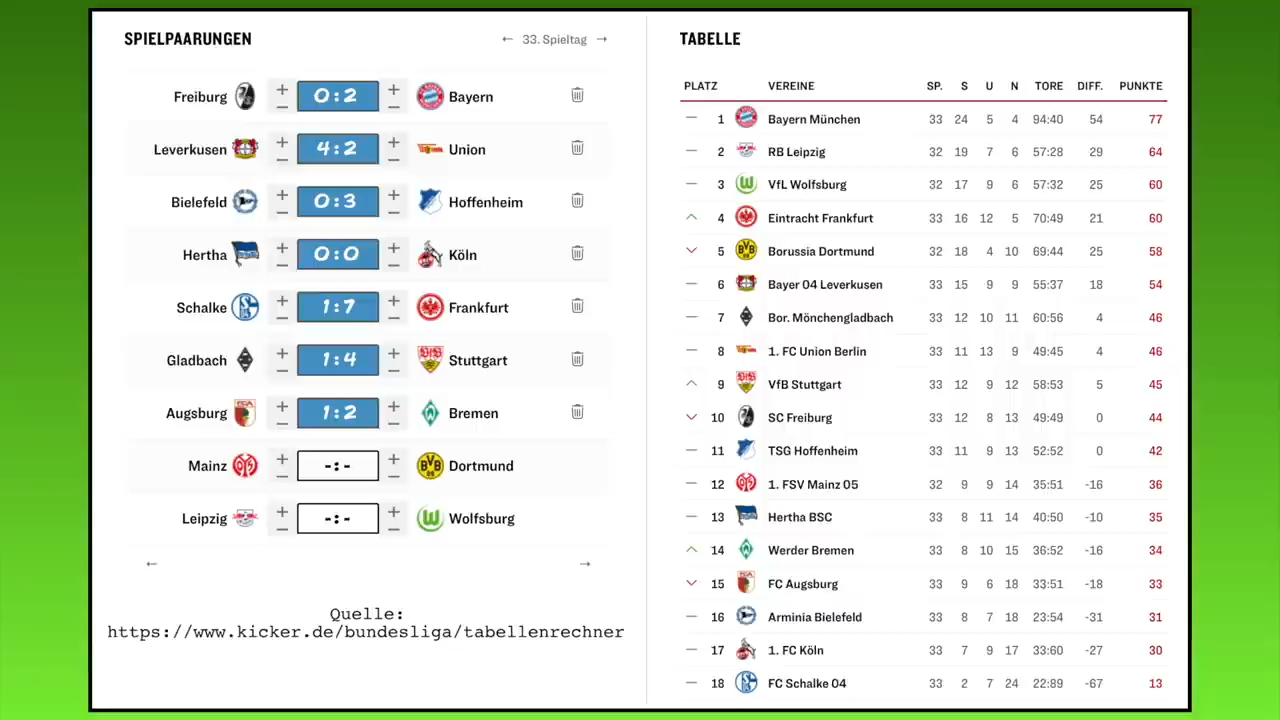 SPIELPAARUNGEN
← 33. Spieltag →
Freiburg + 0:2 + Bayern
Leverkusen + 4:2 + Union
Bielefeld + 0:3 + Hoffenheim
Hertha + 0:0 + Köln
Schalke + 1:7 + Frankfurt
Gladbach + 1:4 + Stuttgart
Augsburg + 1:2 + Bremen
Mainz + -:- + Dortmund
Leipzig + -:- + Wolfsburg
← →
Quelle:
https://www.kicker.de/bundesliga/tabellenrechner
TABELLE
PLATZ VEREINE SP. S U N TORE DIFF. PUNKTE
1 Bayern München 33 24 5 4 94:40 54 77
2 RB Leipzig 32 19 7 6 57:28 29 64
3 VfL Wolfsburg 32 17 9 6 57:32 25 60
4 Eintracht Frankfurt 33 16 12 5 70:49 21 60
5 Borussia Dortmund 32 18 4 10 69:44 25 58
6 Bayer 04 Leverkusen 33 15 9 9 55:37 18 54
7 Bor. Mönchengladbach 33 12 10 11 60:56 4 46
8 1. FC Union Berlin 33 11 13 9 49:45 4 46
9 VfB Stuttgart 33 12 9 12 58:53 5 45
10 SC Freiburg 33 12 8 13 49:49 0 44
11 TSG Hoffenheim 33 11 9 13 52:52 0 42
12 1. FSV Mainz 05 32 9 9 14 35:51 -16 36
13 Hertha BSC 33 8 11 14 40:50 -10 35
14 Werder Bremen 33 8 10 15 36:52 -16 34
15 FC Augsburg 33 9 6 18 33:51 -18 33
16 Arminia Bielefeld 33 8 7 18 23:54 -31 31
17 1. FC Köln 33 7 9 17 33:60 -27 30
18 FC Schalke 04 33 2 7 24 22:89 -67 13